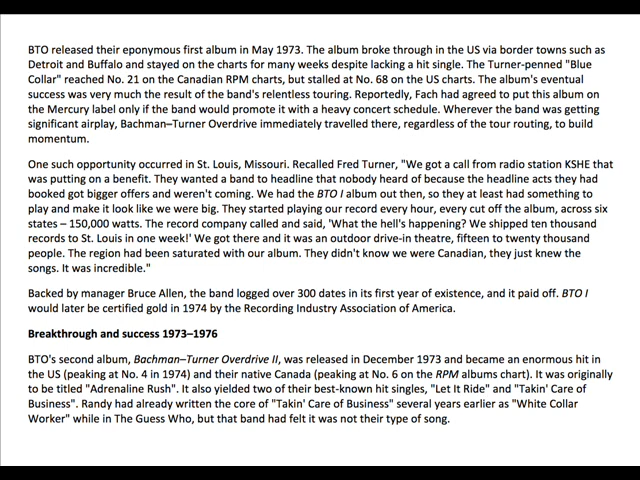 BTO released their eponymous first album in May 1973. The album broke through in the US via border towns such as
Detroit and Buffalo and stayed on the charts for many weeks despite lacking a hit single. The Turner-penned "Blue
Collar" reached No. 21 on the Canadian RPM charts, but stalled at No. 68 on the US charts. The album's eventual
success was very much the result of the band's relentless touring. Reportedly, Fach had agreed to put this album on
the Mercury label only if the band would promote it with a heavy concert schedule. Wherever the band was getting
significant airplay, Bachman–Turner Overdrive immediately travelled there, regardless of the tour routing, to build
momentum.
One such opportunity occurred in St. Louis, Missouri. Recalled Fred Turner, "We got a call from radio station KSHE that
was putting on a benefit. They wanted a band to headline that nobody heard of because the headline acts they had
booked got bigger offers and weren't coming. We had the BTO I album out then, so they at least had something to
play and make it look like we were big. They started playing our record every hour, every cut off the album, across six
states – 150,000 watts. The record company called and said, 'What the hell's happening? We shipped ten thousand
records to St. Louis in one week!' We got there and it was an outdoor drive-in theatre, fifteen to twenty thousand
people. The region had been saturated with our album. They didn't know we were Canadian, they just knew the
songs. It was incredible."
Backed by manager Bruce Allen, the band logged over 300 dates in its first year of existence, and it paid off. BTO I
would later be certified gold in 1974 by the Recording Industry Association of America.
Breakthrough and success 1973–1976
BTO's second album, Bachman–Turner Overdrive II, was released in December 1973 and became an enormous hit in
the US (peaking at No. 4 in 1974) and their native Canada (peaking at No. 6 on the RPM albums chart). It was originally
to be titled "Adrenaline Rush". It also yielded two of their best-known hit singles, "Let It Ride" and "Takin' Care of
Business". Randy had already written the core of "Takin' Care of Business" several years earlier as "White Collar
Worker" while in The Guess Who, but that band had felt it was not their type of song.